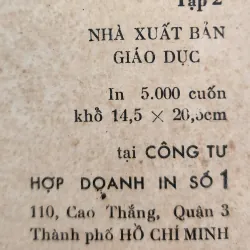 Tập 2
NHÀ XUẤT BẢN
GIÁO DỤC
In 5.000 cuốn
khổ 14,5 × 20,5cm
tại CÔNG TƯ
HỢP DOANH IN SỐ 1
110, Cao Thắng, Quận 3
Thành phố HỒ CHÍ MINH